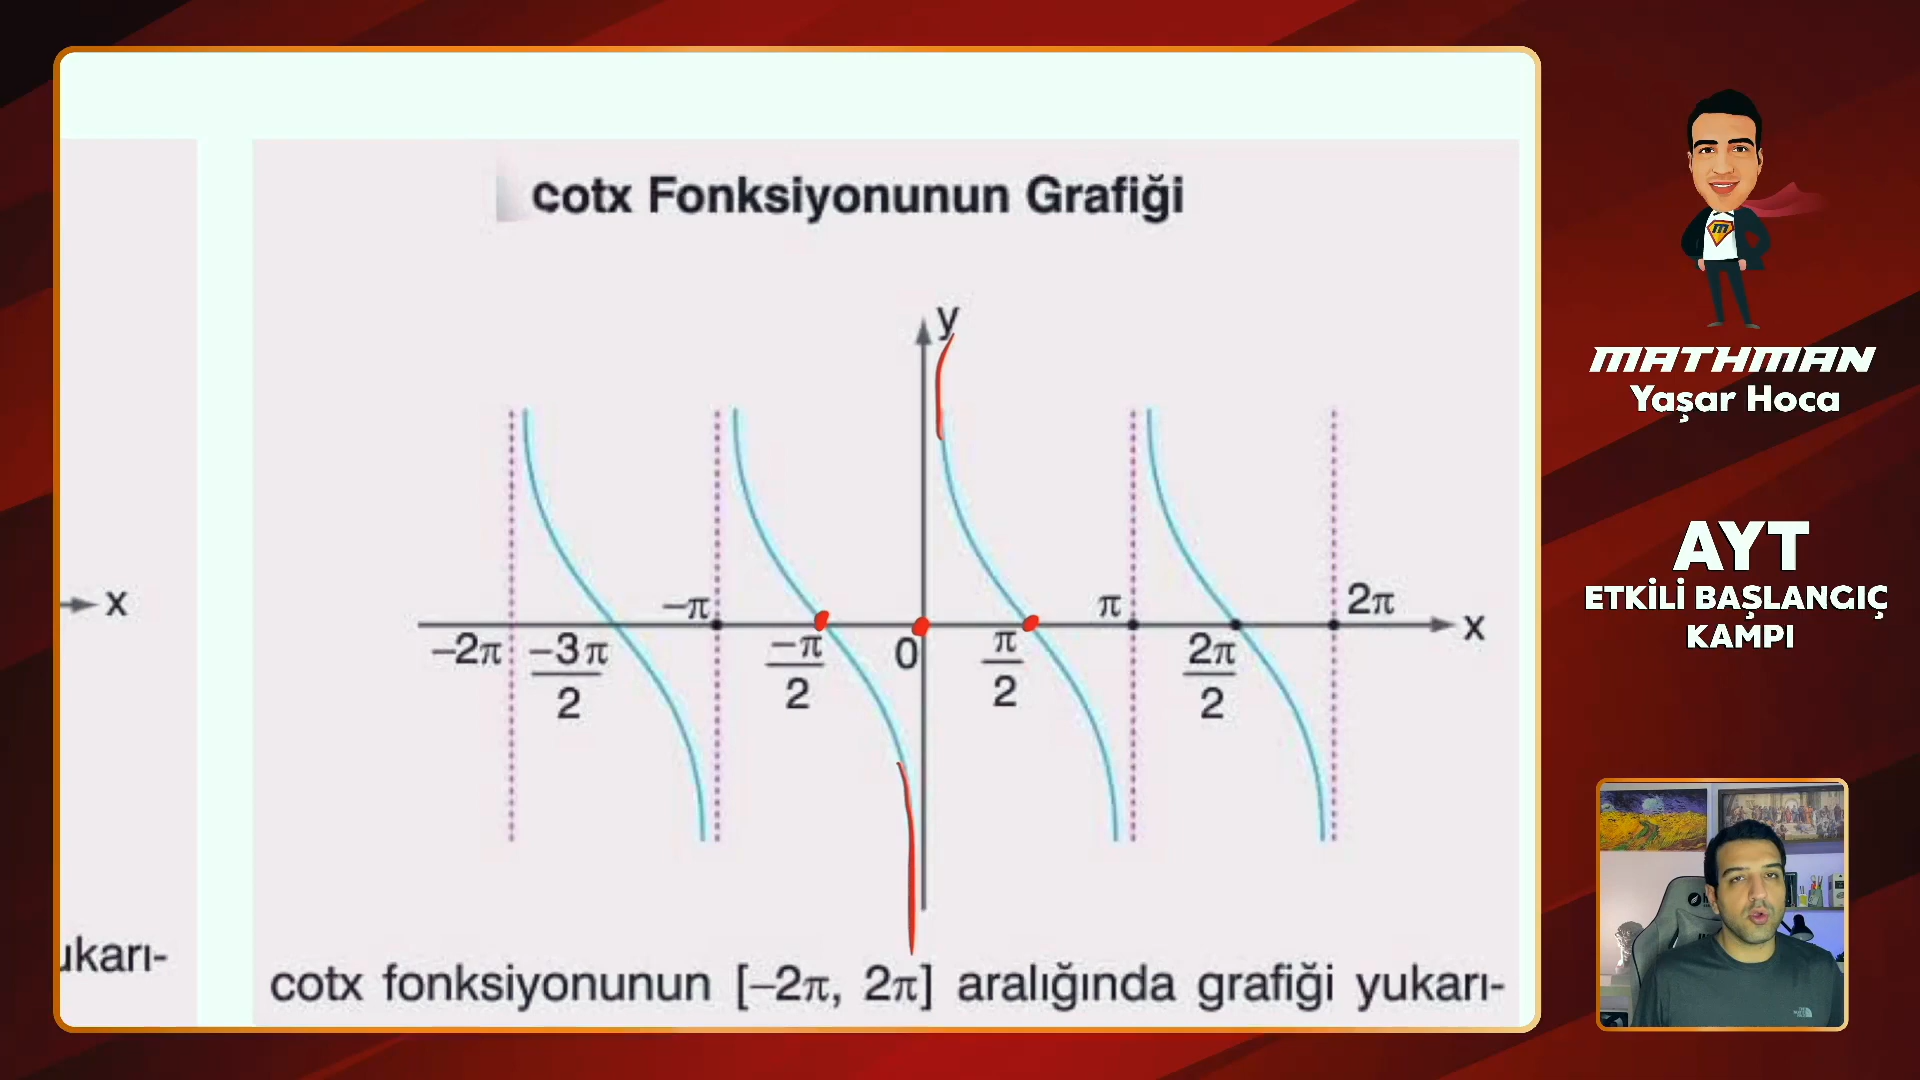 cotx Fonksiyonunun Grafiği
y
x
-2π
-3π
2
-π
-π
2
0
π
2
π
2π
2
2π
x
ukarı-
cotx fonksiyonunun [-2π, 2π] aralığında grafiği yukarı-
m
MATHMAN
Yaşar Hoca
AYT
ETKİLİ BAŞLANGIÇ
KAMPI